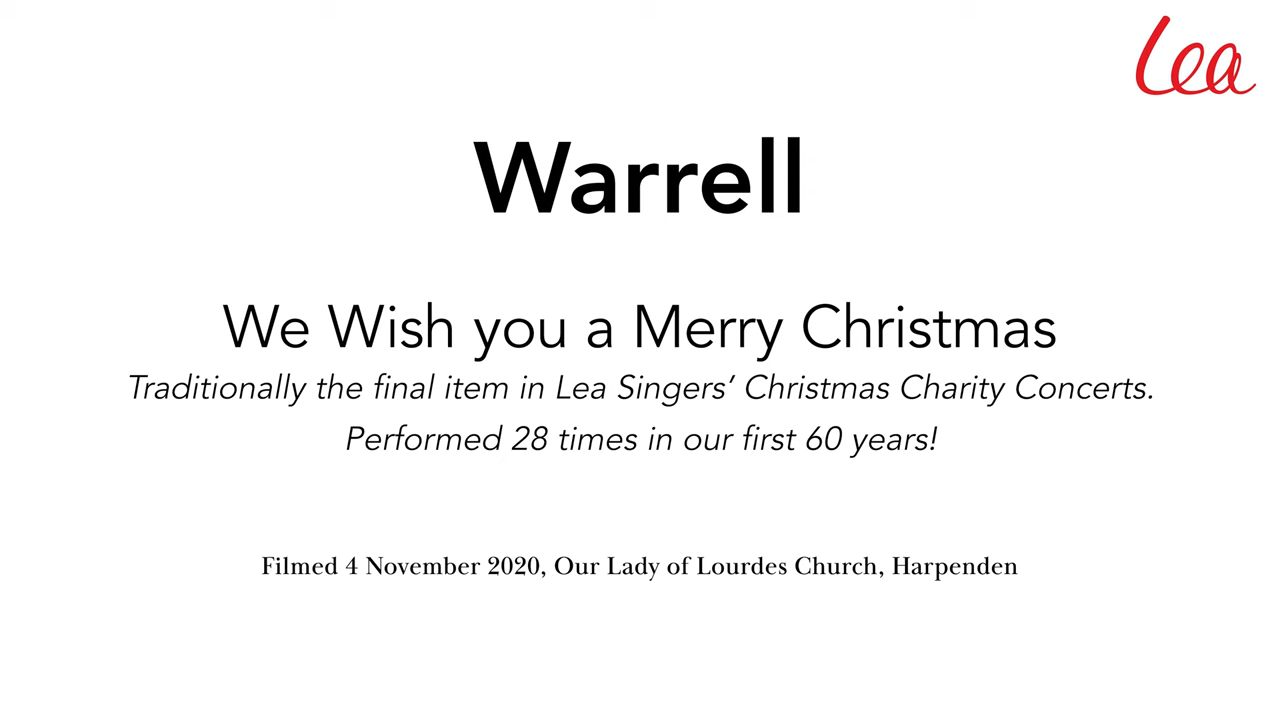 Lea
Warrell
We Wish you a Merry Christmas
Traditionally the final item in Lea Singers’ Christmas Charity Concerts.
Performed 28 times in our first 60 years!
Filmed 4 November 2020, Our Lady of Lourdes Church, Harpenden